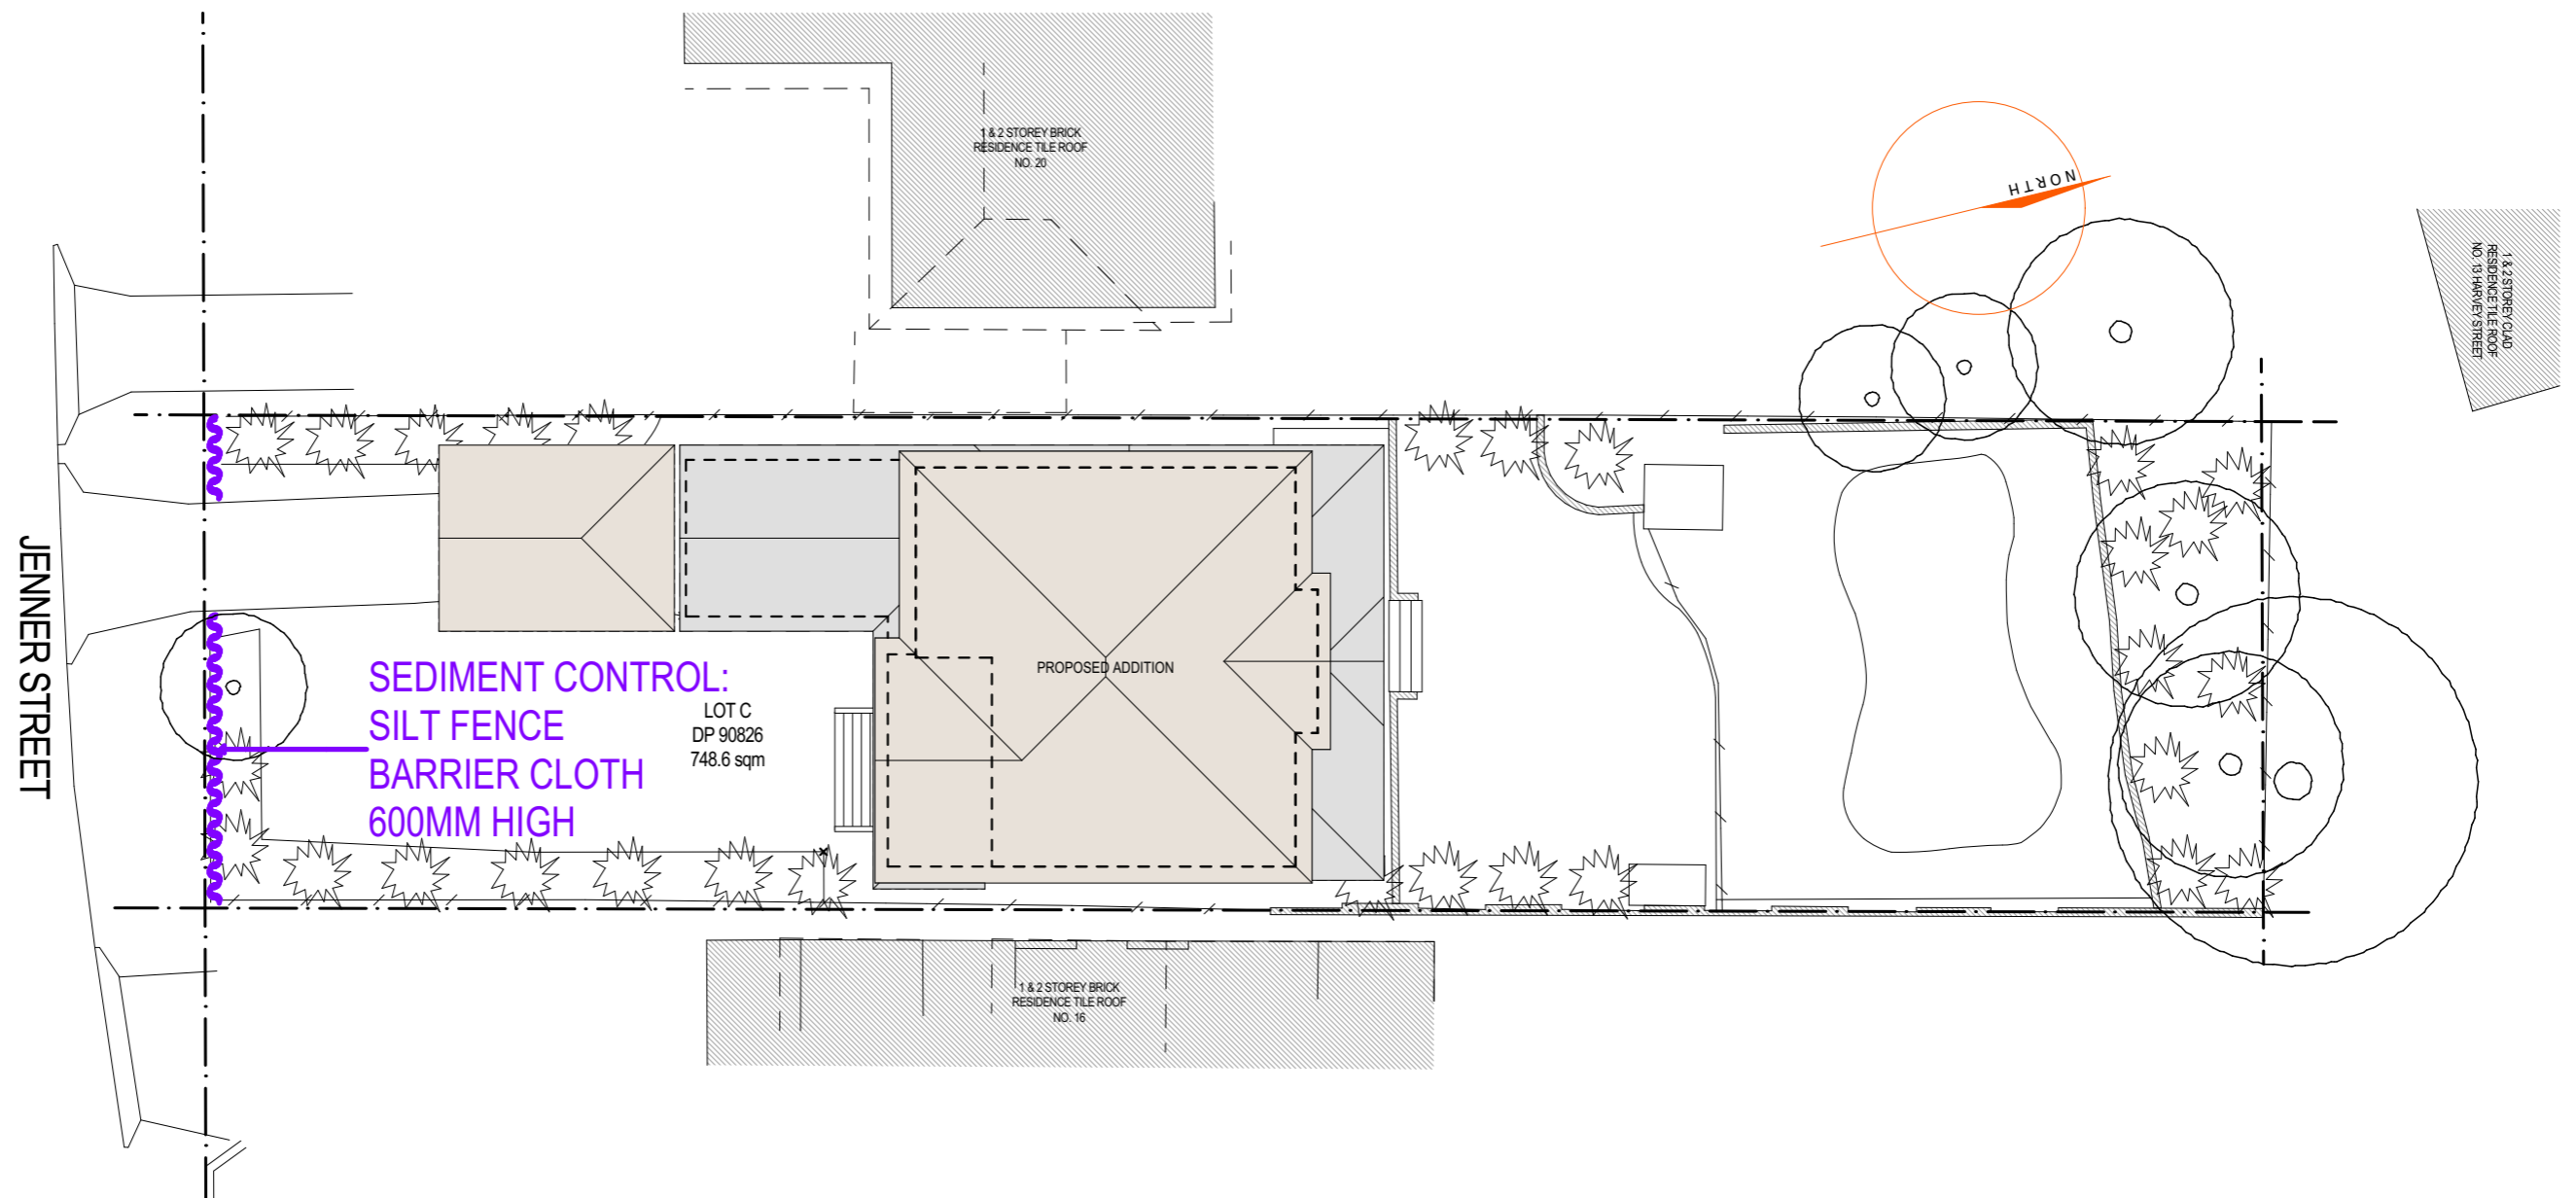 1 & 2 STOREY BRICK
RESIDENCE TILE ROOF
NO. 20
NORTH
1 & 2 STOREY CLAD
RESIDENCE TILE ROOF
NO. 13 HARVEY STREET
JENNER STREET
SEDIMENT CONTROL:
SILT FENCE
BARRIER CLOTH
600MM HIGH
LOT C
DP 90826
748.6 sqm
PROPOSED ADDITION
1 & 2 STOREY BRICK
RESIDENCE TILE ROOF
NO. 16